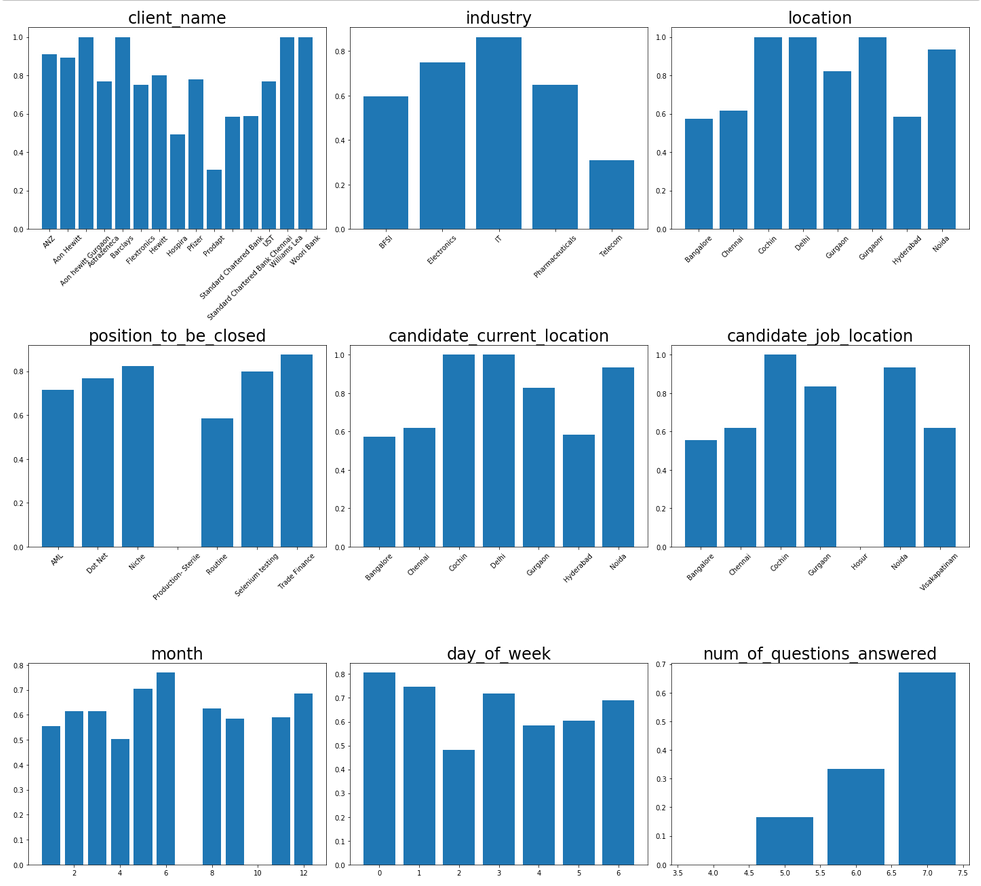 client_name
1.0
0.8
0.6
0.4
0.2
0.0
ANZ
Aon Hewitt
Aon hewitt Gurgaon
Astrazeneca
Barclays
Flextronics
Hewitt
Hospira
Pfizer
Prodapt
Standard Chartered Bank
Standard Chartered Bank Chennai
UST
Williams Lea
Woori Bank
industry
0.8
0.6
0.4
0.2
0.0
BFSI
Electronics
IT
Pharmaceuticals
Telecom
location
1.0
0.8
0.6
0.4
0.2
0.0
Bangalore
Chennai
Cochin
Delhi
Gurgaon
Gurgaonr
Hyderabad
Noida
position_to_be_closed
0.8
0.6
0.4
0.2
0.0
AML
Dot Net
Niche
Production- Sterile
Routine
Selenium testing
Trade Finance
candidate_current_location
1.0
0.8
0.6
0.4
0.2
0.0
Bangalore
Chennai
Cochin
Delhi
Gurgaon
Hyderabad
Noida
candidate_job_location
1.0
0.8
0.6
0.4
0.2
0.0
Bangalore
Chennai
Cochin
Gurgaon
Hosur
Noida
Visakapatinam
month
0.8
0.7
0.6
0.5
0.4
0.3
0.2
0.1
0.0
2 4 6 8 10 12
day_of_week
0.8
0.7
0.6
0.5
0.4
0.3
0.2
0.1
0.0
0 1 2 3 4 5 6
num_of_questions_answered
0.7
0.6
0.5
0.4
0.3
0.2
0.1
0.0
3.5 4.0 4.5 5.0 5.5 6.0 6.5 7.0 7.5